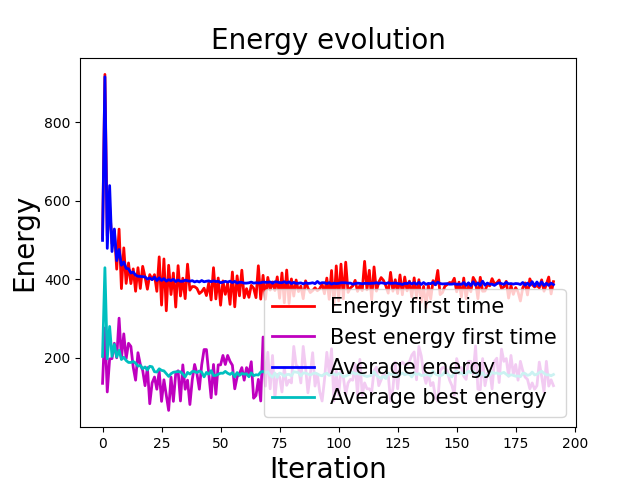 Energy evolution
Energy
800
600
400
200
Energy first time
Best energy first time
Average energy
Average best energy
0 25 50 75 100 125 150 175 200
Iteration